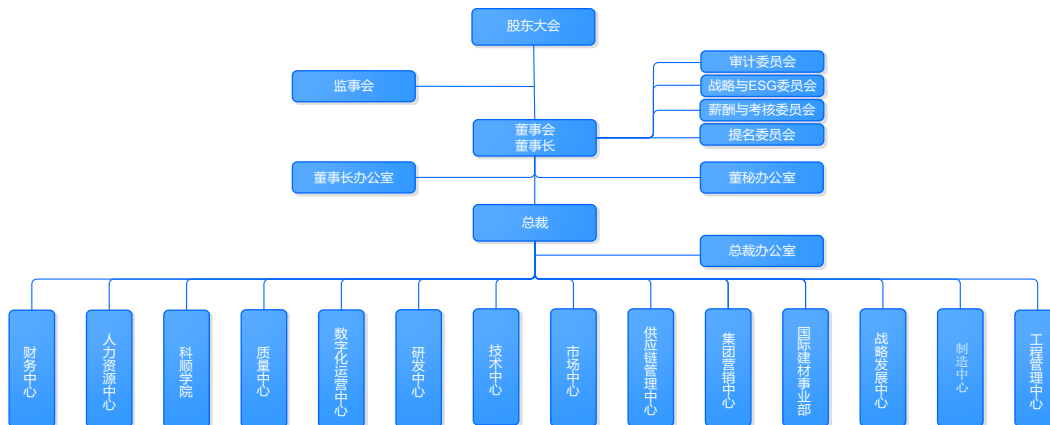 股东大会
监事会
审计委员会
战略与ESG委员会
薪酬与考核委员会
提名委员会
董事会
董事长
董事长办公室
董秘办公室
总裁
总裁办公室
财务中心
人力资源中心
科顺学院
质量中心
数字化运营中心
研发中心
技术中心
市场中心
供应链管理中心
集团营销中心
国际建材事业部
战略发展中心
制造中心
工程管理中心